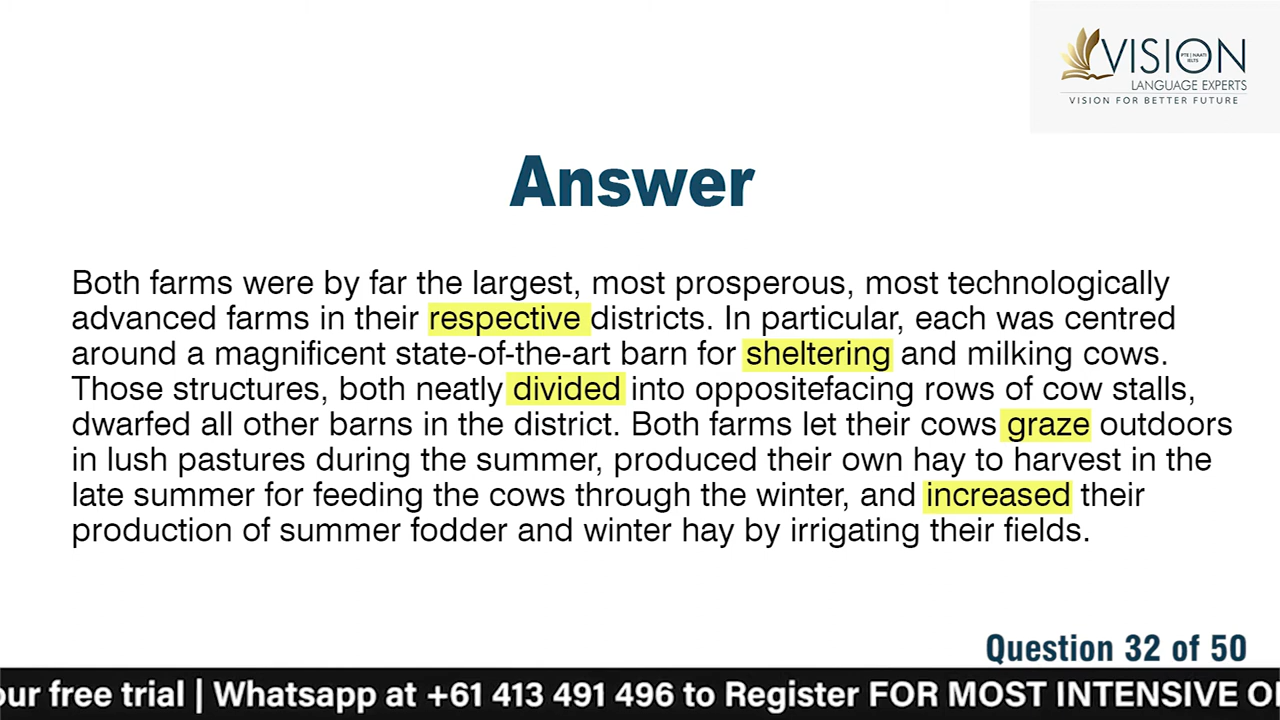 VISION
PTE | NAATI
IELTS
LANGUAGE EXPERTS
VISION FOR BETTER FUTURE
Answer
Both farms were by far the largest, most prosperous, most technologically
advanced farms in their respective districts. In particular, each was centred
around a magnificent state-of-the-art barn for sheltering and milking cows.
Those structures, both neatly divided into oppositefacing rows of cow stalls,
dwarfed all other barns in the district. Both farms let their cows graze outdoors
in lush pastures during the summer, produced their own hay to harvest in the
late summer for feeding the cows through the winter, and increased their
production of summer fodder and winter hay by irrigating their fields.
Question 32 of 50
our free trial | Whatsapp at +61 413 491 496 to Register FOR MOST INTENSIVE